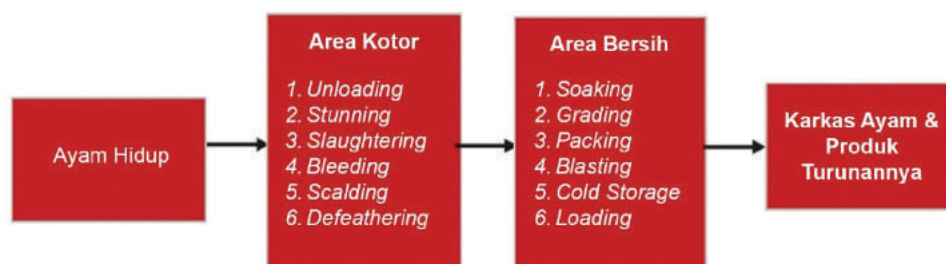 Ayam Hidup
Area Kotor
1. Unloading
2. Stunning
3. Slaughtering
4. Bleeding
5. Scalding
6. Defeathering
Area Bersih
1. Soaking
2. Grading
3. Packing
4. Blasting
5. Cold Storage
6. Loading
Karkas Ayam &
Produk
Turunannya